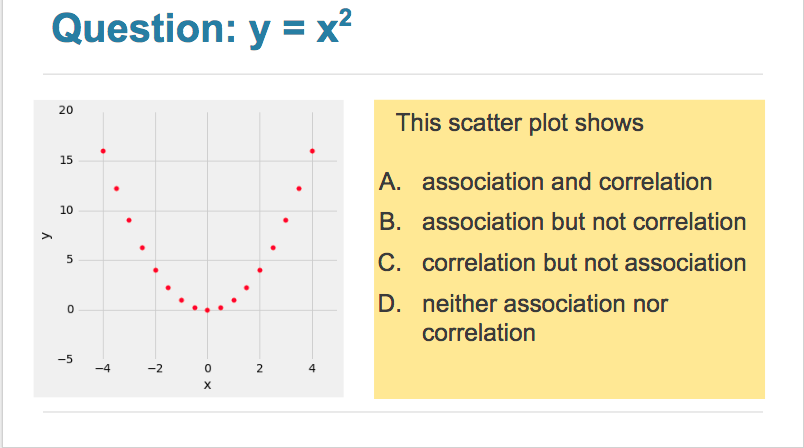 Question: y = x²
20
15
10
5
0
−5
y
−4 −2 0 2 4
x
This scatter plot shows
A. association and correlation
B. association but not correlation
C. correlation but not association
D. neither association nor
correlation